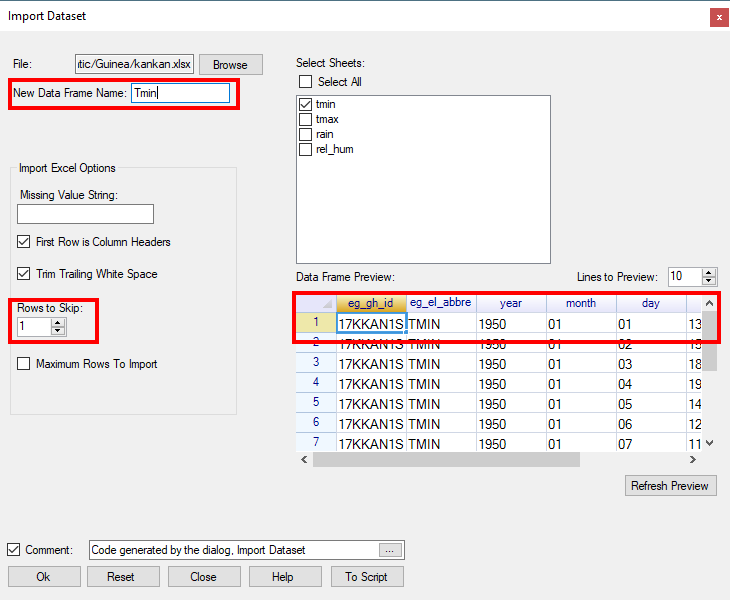 Import Dataset
x
File: itic/Guinea/kankan.xlsx Browse
New Data Frame Name: Tmin
Select Sheets:
Select All
tmin
tmax
rain
rel_hum
Import Excel Options
Missing Value String:
First Row is Column Headers
Trim Trailing White Space
Rows to Skip:
1
Maximum Rows To Import
Data Frame Preview: Lines to Preview: 10
eg_gh_id eg_el_abbre year month day
1 17KKAN1S TMIN 1950 01 01 13
2 17KKAN1S TMIN 1950 01 02 15
3 17KKAN1S TMIN 1950 01 03 18
4 17KKAN1S TMIN 1950 01 04 19
5 17KKAN1S TMIN 1950 01 05 14
6 17KKAN1S TMIN 1950 01 06 12
7 17KKAN1S TMIN 1950 01 07 11
Refresh Preview
Comment: Code generated by the dialog, Import Dataset ...
Ok Reset Close Help To Script